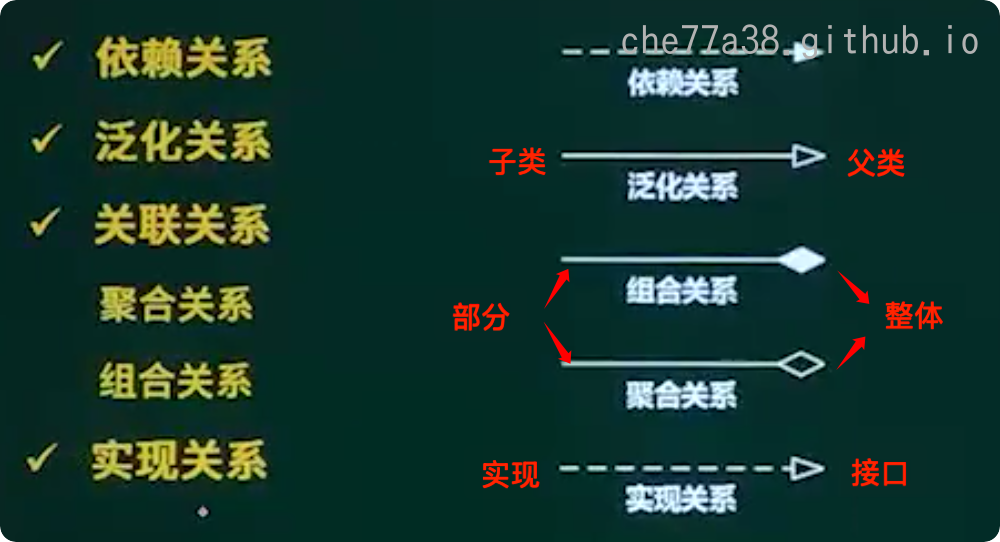 ✓ 依赖关系
✓ 泛化关系
✓ 关联关系
聚合关系
组合关系
✓ 实现关系
che77a38.github.io
依赖关系
子类
父类
泛化关系
组合关系
部分
整体
聚合关系
实现
接口
实现关系